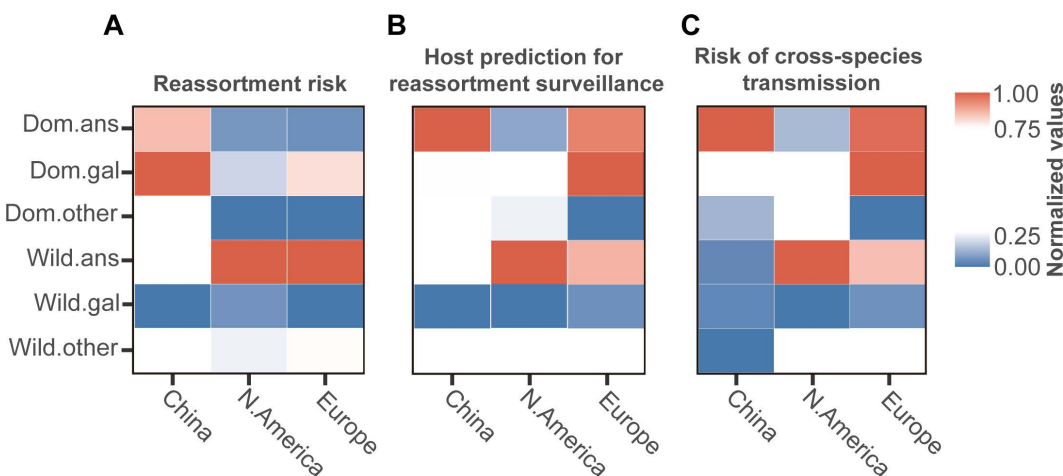 A
B
C
Reassortment risk
Host prediction for
reassortment surveillance
Risk of cross-species
transmission
Dom.ans
Dom.gal
Dom.other
Wild.ans
Wild.gal
Wild.other
China
N.America
Europe
China
N.America
Europe
China
N.America
Europe
1.00
0.75
0.25
0.00
Normalized values